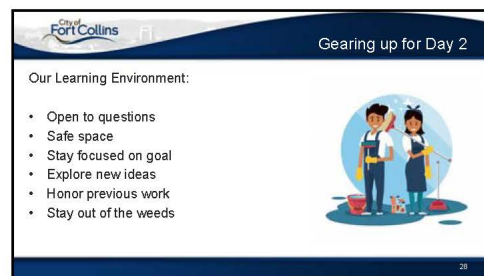 City of
Fort Collins
Gearing up for Day 2
Our Learning Environment:
• Open to questions
• Safe space
• Stay focused on goal
• Explore new ideas
• Honor previous work
• Stay out of the weeds
28